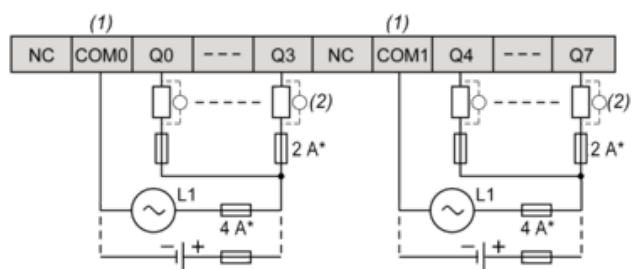 (1) (1)
NC COM0 Q0 --- Q3 NC COM1 Q4 --- Q7
(2) (2)
2 A* 2 A*
L1 L1
4 A* 4 A*
− + − +